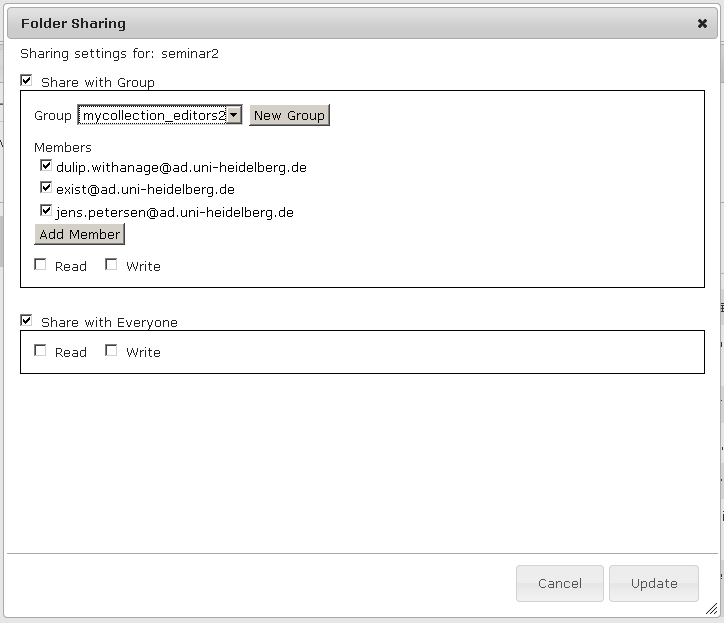 Folder Sharing
Sharing settings for: seminar2
Share with Group
Group mycollection_editors2 New Group
Members
dulip.withanage@ad.uni-heidelberg.de
exist@ad.uni-heidelberg.de
jens.petersen@ad.uni-heidelberg.de
Add Member
Read Write
Share with Everyone
Read Write
Cancel Update